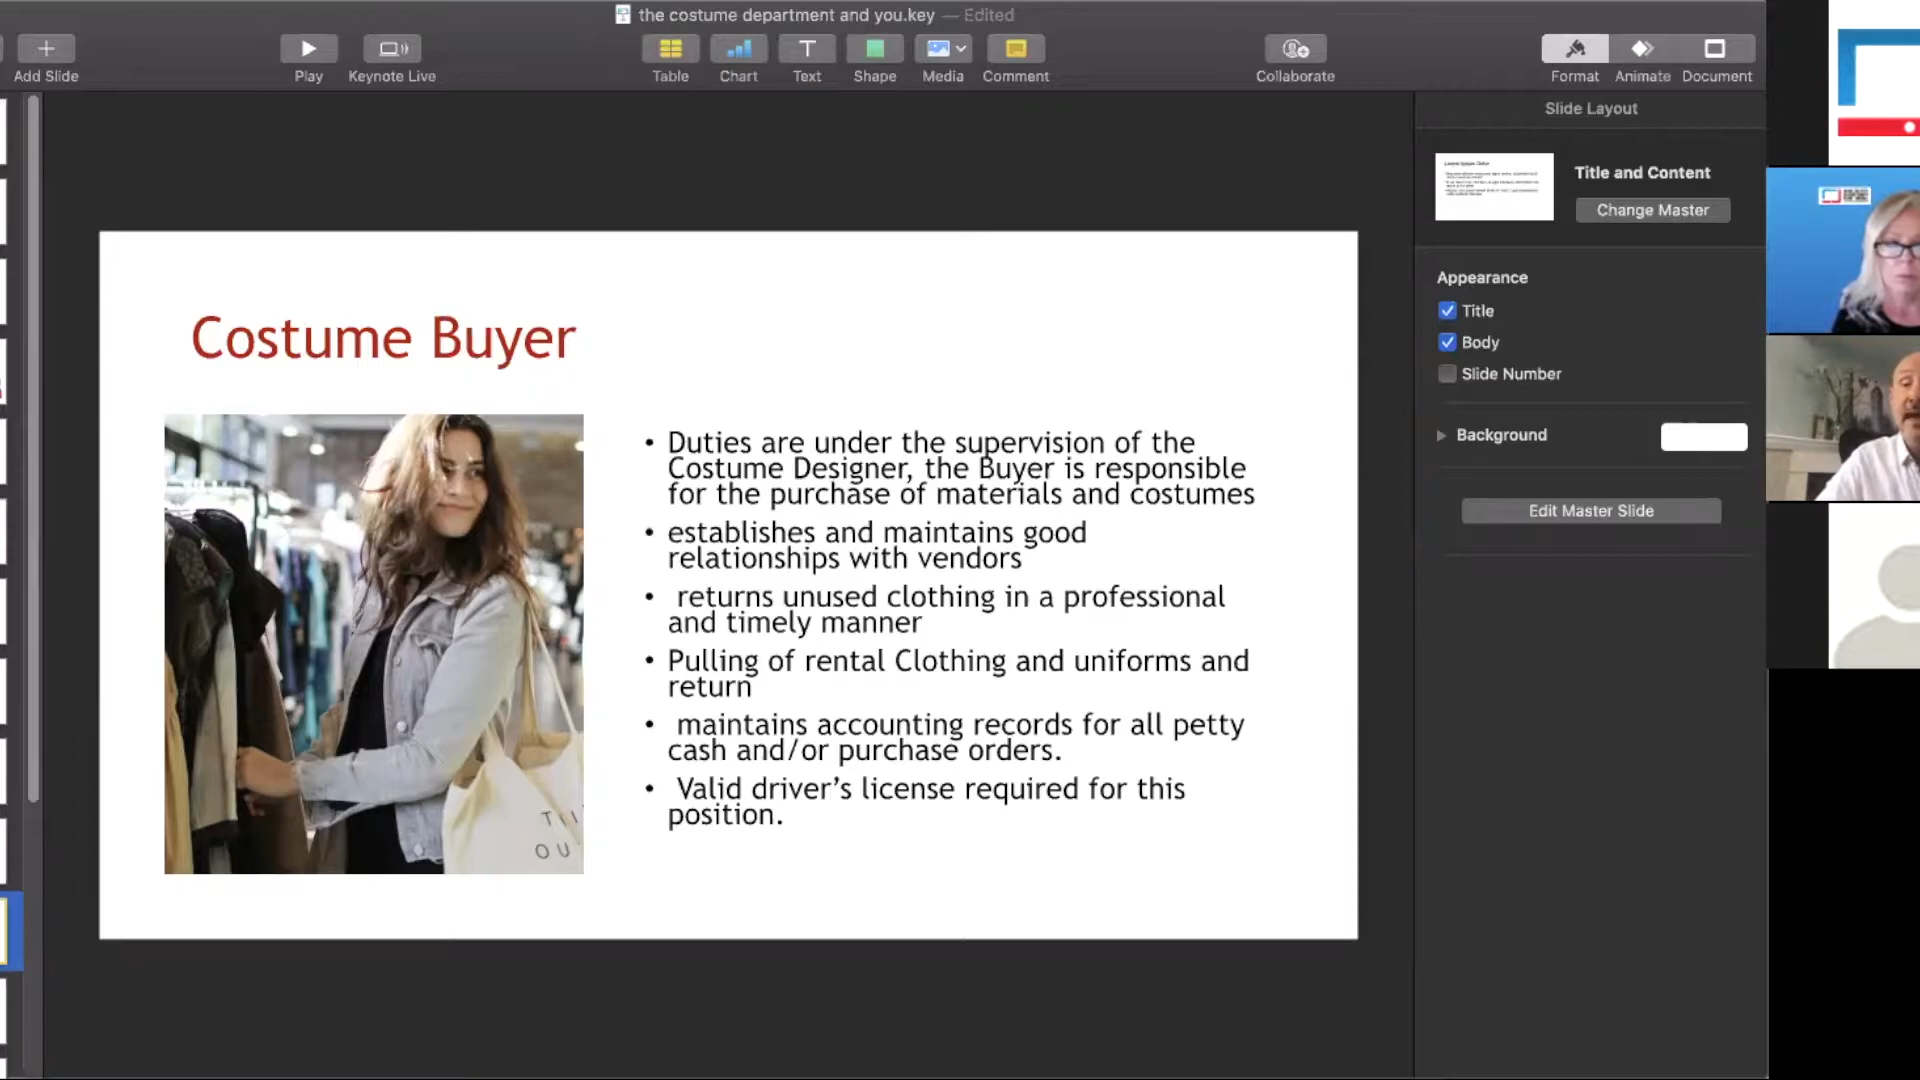 the costume department and you.key — Edited
Add Slide
Play
Keynote Live
Table
Chart
Text
Shape
Media
Comment
Collaborate
Format
Animate
Document
Slide Layout
Title and Content
Change Master
Appearance
Title
Body
Slide Number
Background
Edit Master Slide
Costume Buyer
• Duties are under the supervision of the
Costume Designer, the Buyer is responsible
for the purchase of materials and costumes
• establishes and maintains good
relationships with vendors
• returns unused clothing in a professional
and timely manner
• Pulling of rental Clothing and uniforms and
return
• maintains accounting records for all petty
cash and/or purchase orders.
• Valid driver’s license required for this
position.
OU